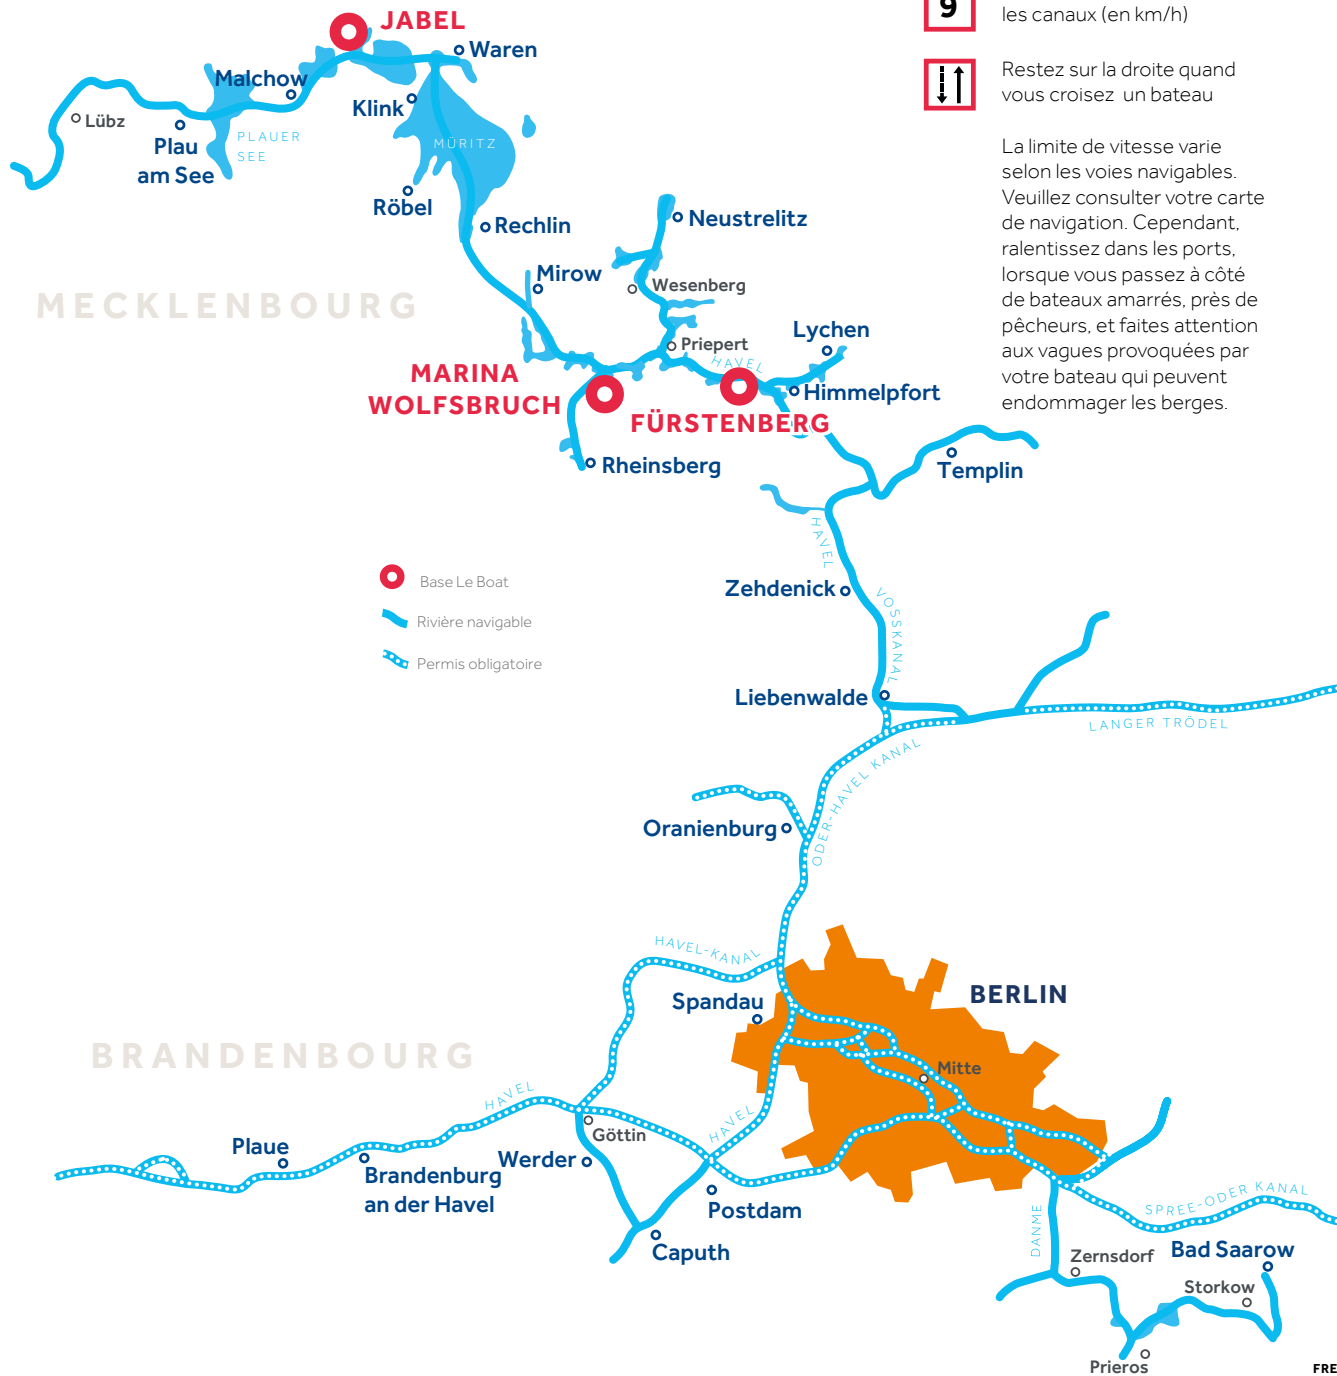 9
les canaux (en km/h)
Restez sur la droite quand
vous croisez un bateau
La limite de vitesse varie
selon les voies navigables.
Veuillez consulter votre carte
de navigation. Cependant,
ralentissez dans les ports,
lorsque vous passez à côté
de bateaux amarrés, près de
pêcheurs, et faites attention
aux vagues provoquées par
votre bateau qui peuvent
endommager les berges.
JABEL
Waren
Malchow
Klink
Lübz
Plau
am See
PLAUER
SEE
MÜRITZ
Röbel
Rechlin
Neustrelitz
Mirow
Wesenberg
MECKLENBOURG
Lychen
Priepert
HAVEL
MARINA
WOLFSBRUCH
Himmelpfort
FÜRSTENBERG
Rheinsberg
Templin
HAVEL
Base Le Boat
Rivière navigable
Permis obligatoire
Zehdenick
VOSSKANAL
Liebenwalde
LANGER TRÖDEL
ODER-HAVEL KANAL
Oranienburg
HAVEL-KANAL
Spandau
BERLIN
BRANDENBOURG
Mitte
HAVEL
HAVEL
Göttin
Plaue
Werder
Brandenburg
an der Havel
Postdam
Caputh
SPREE-ODER KANAL
DANME
Zernsdorf
Bad Saarow
Storkow
Prieros
FRE